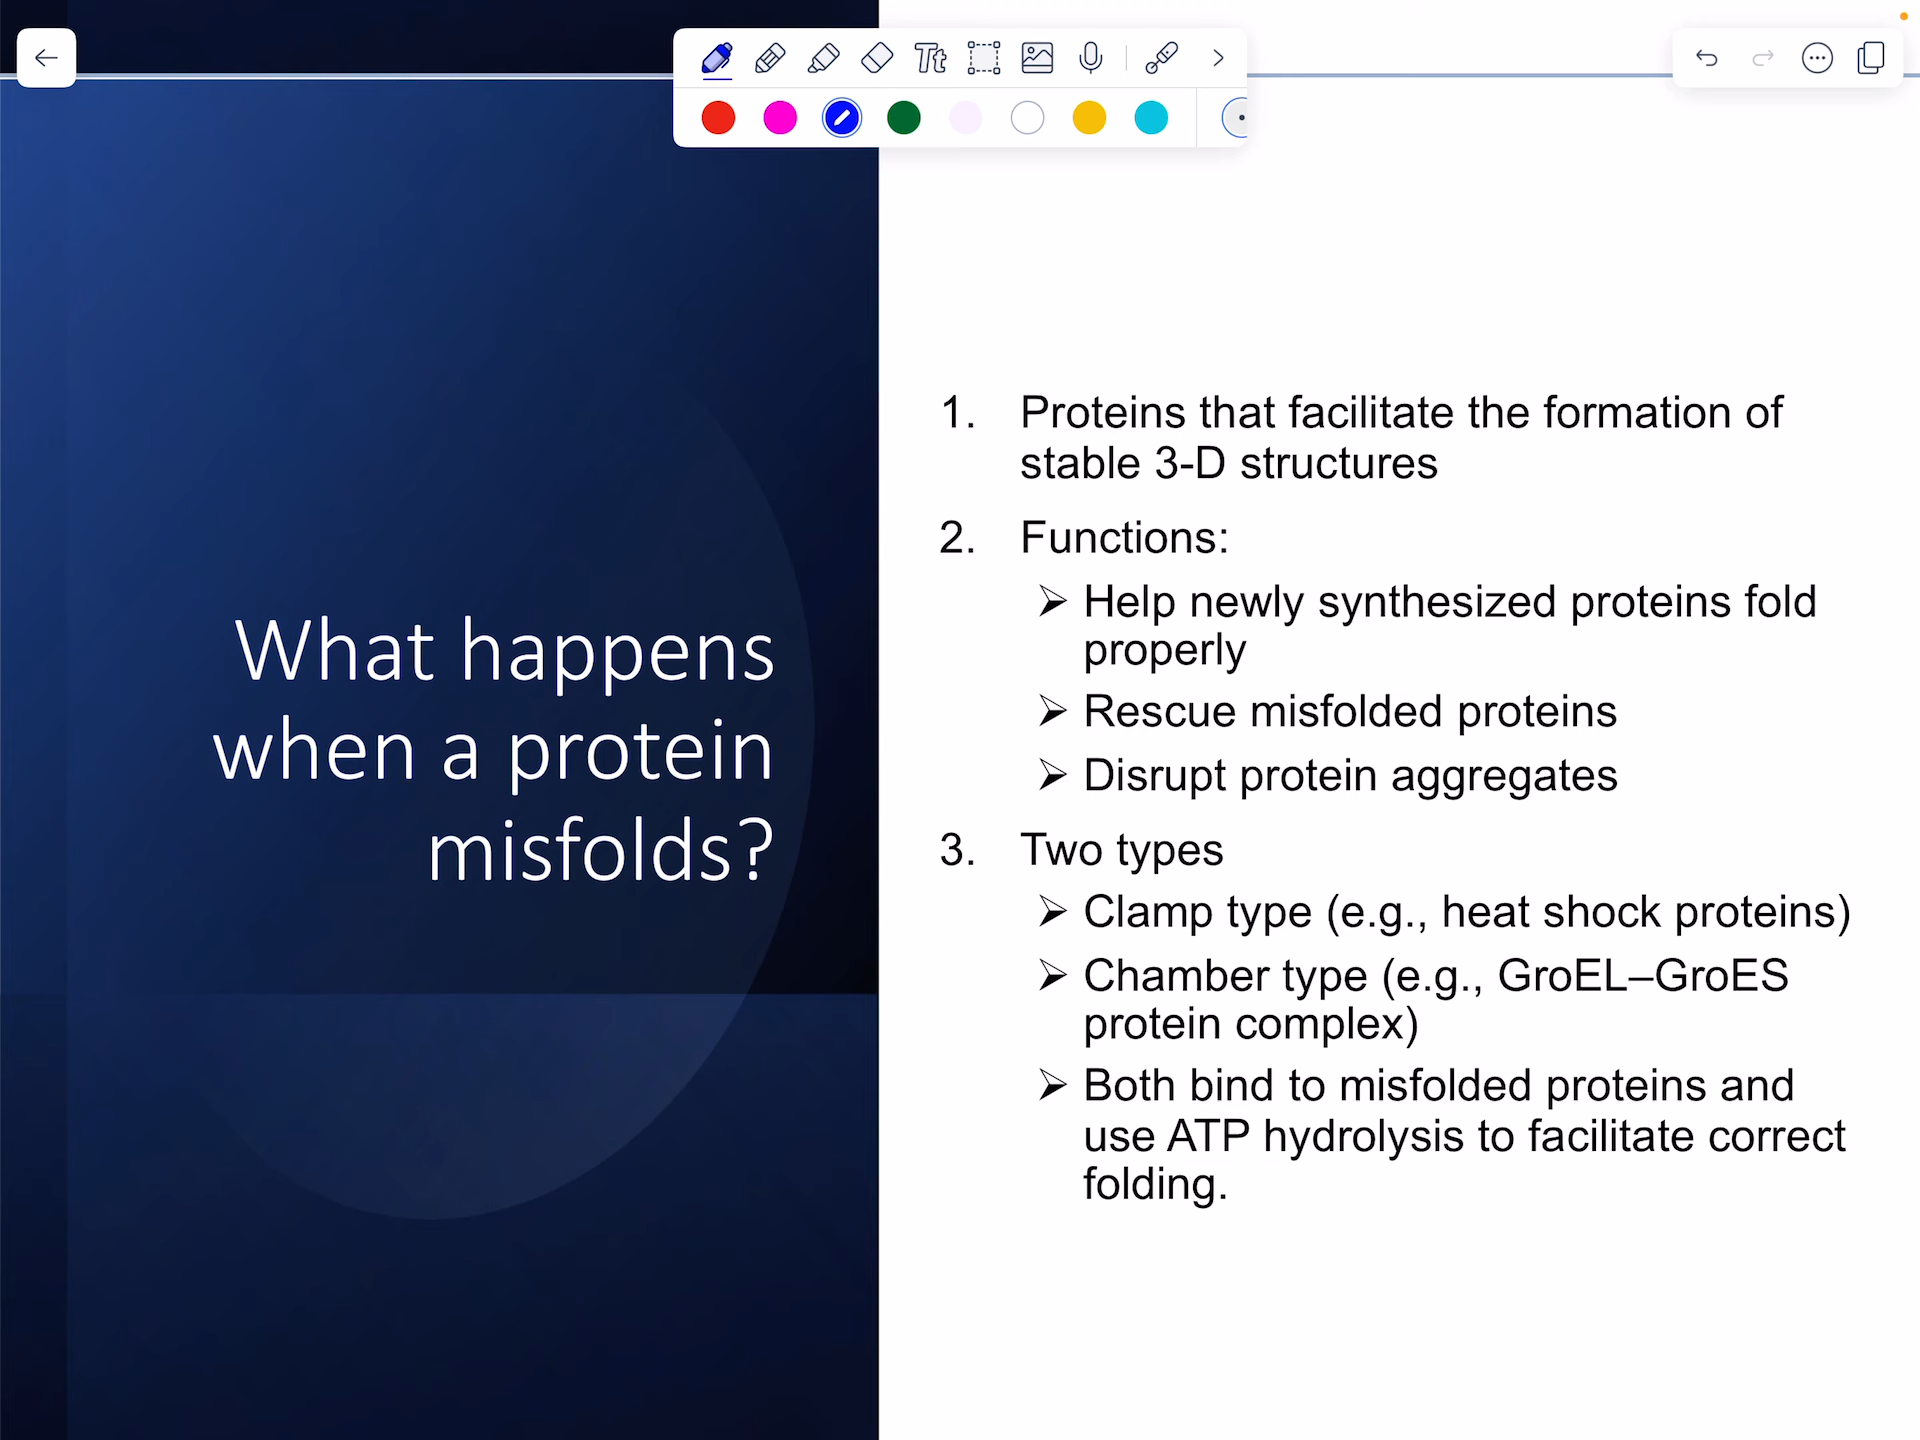 Tt
What happens
when a protein
misfolds?
1. Proteins that facilitate the formation of
stable 3-D structures
2. Functions:
➢ Help newly synthesized proteins fold
properly
➢ Rescue misfolded proteins
➢ Disrupt protein aggregates
3. Two types
➢ Clamp type (e.g., heat shock proteins)
➢ Chamber type (e.g., GroEL–GroES
protein complex)
➢ Both bind to misfolded proteins and
use ATP hydrolysis to facilitate correct
folding.